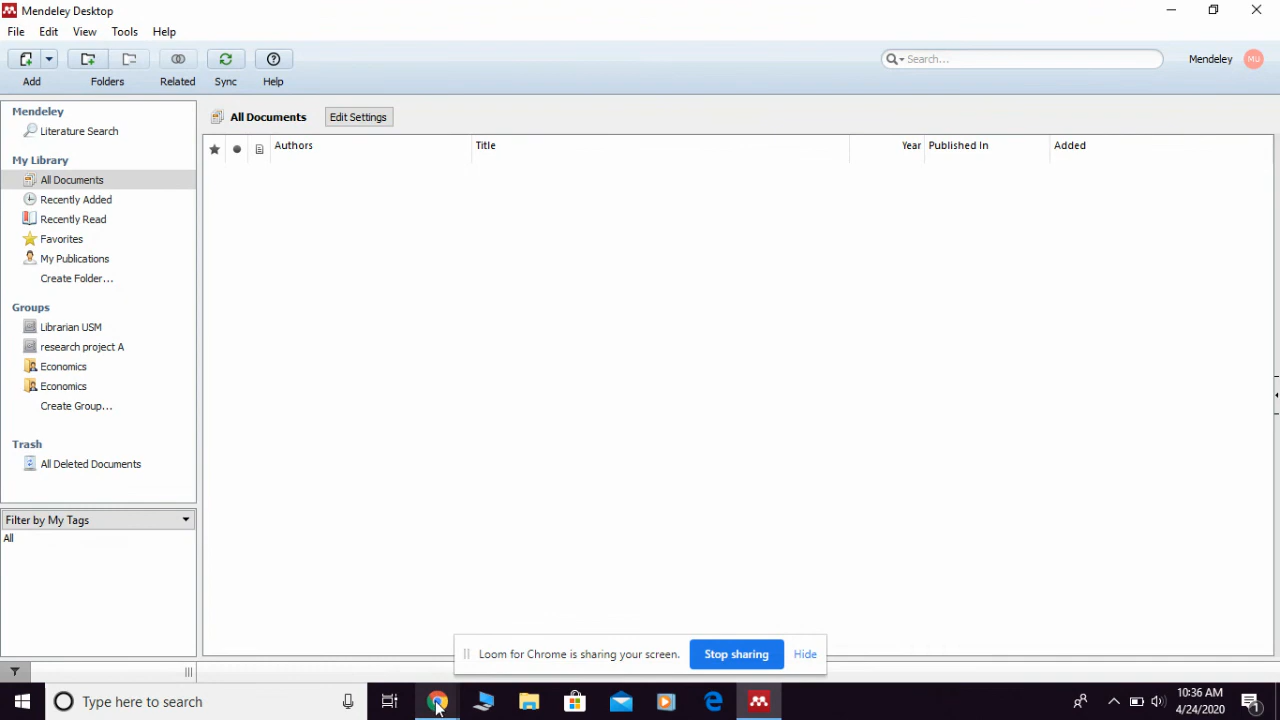 Mendeley Desktop
File Edit View Tools Help
Search... Mendeley MU
Add Folders Related Sync Help
Mendeley
Literature Search
My Library
All Documents
Recently Added
Recently Read
Favorites
My Publications
Create Folder...
Groups
Librarian USM
research project A
Economics
Economics
Create Group...
Trash
All Deleted Documents
Filter by My Tags
All
All Documents Edit Settings
Authors Title Year Published In Added
Loom for Chrome is sharing your screen. Stop sharing Hide
Type here to search
10:36 AM
4/24/2020
1